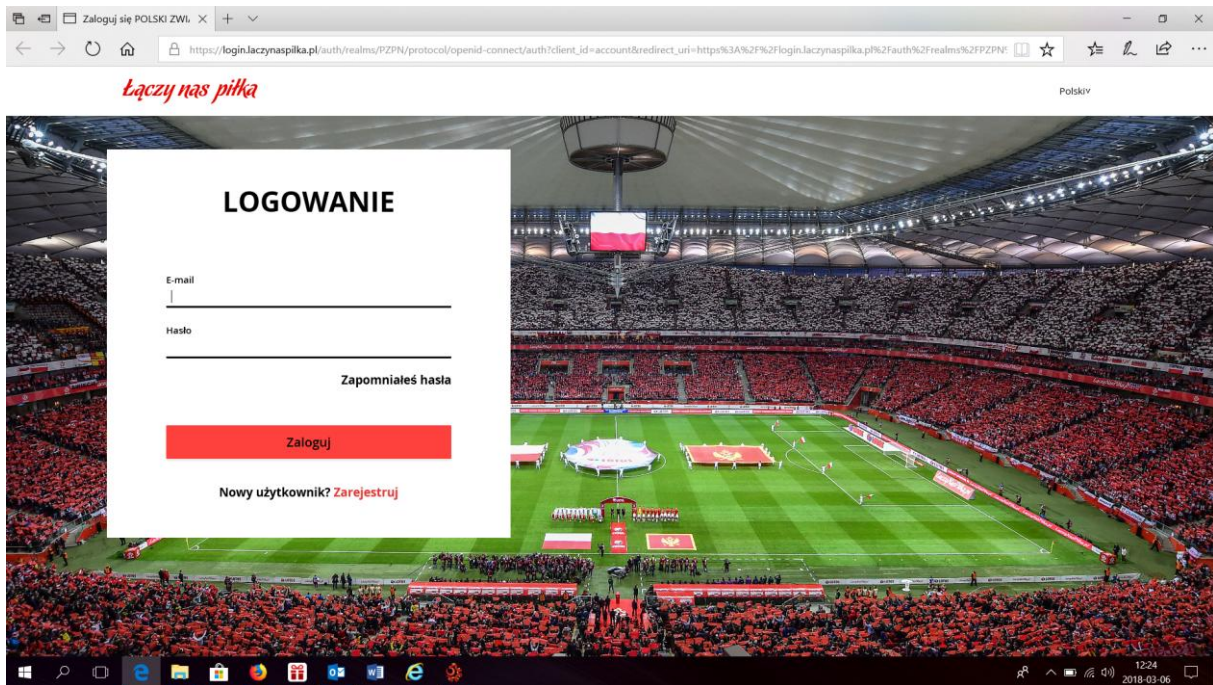 Zaloguj się POLSKI ZWI.
https://login.laczynaspilka.pl/auth/realms/PZPN/protocol/openid-connect/auth?client_id=account&redirect_uri=https%3A%2F%2Flogin.laczynaspilka.pl%2Fauth%2Frealms%2FPZPN
Łączy nas piłka
Polski
LOGOWANIE
E-mail
Hasło
Zapomniałeś hasła
Zaloguj
Nowy użytkownik? Zarejestruj
12:24
2018-03-06